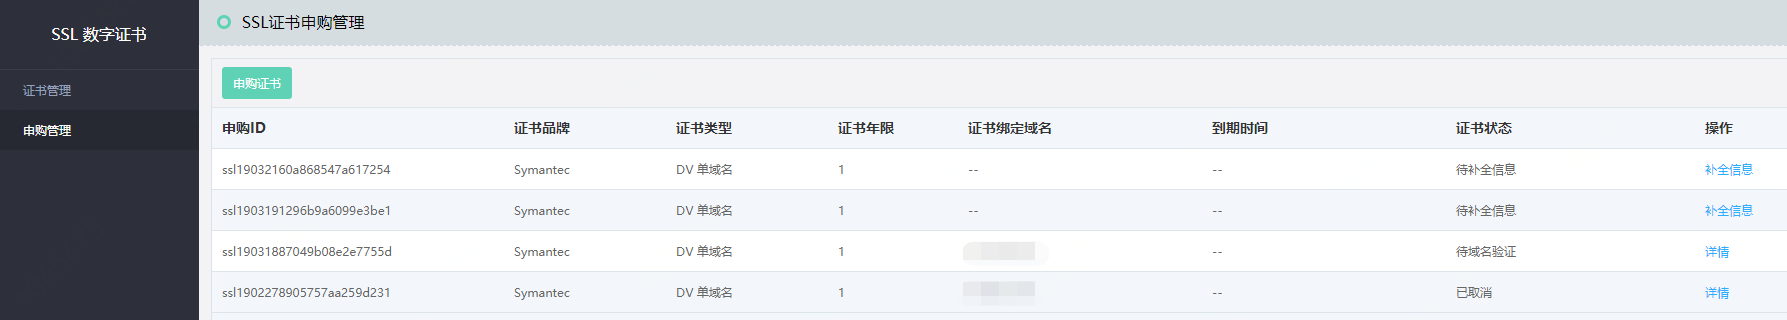 SSL 数字证书
证书管理
申购管理
SSL证书申购管理
申购证书
申购ID 证书品牌 证书类型 证书年限 证书绑定域名 到期时间 证书状态 操作
ssl19032160a868547a617254 Symantec DV 单域名 1 -- -- 待补全信息 补全信息
ssl1903191296b9a6099e3be1 Symantec DV 单域名 1 -- -- 待补全信息 补全信息
ssl19031887049b08e2e7755d Symantec DV 单域名 1 -- 待域名验证 详情
ssl1902278905757aa259d231 Symantec DV 单域名 1 -- 已取消 详情